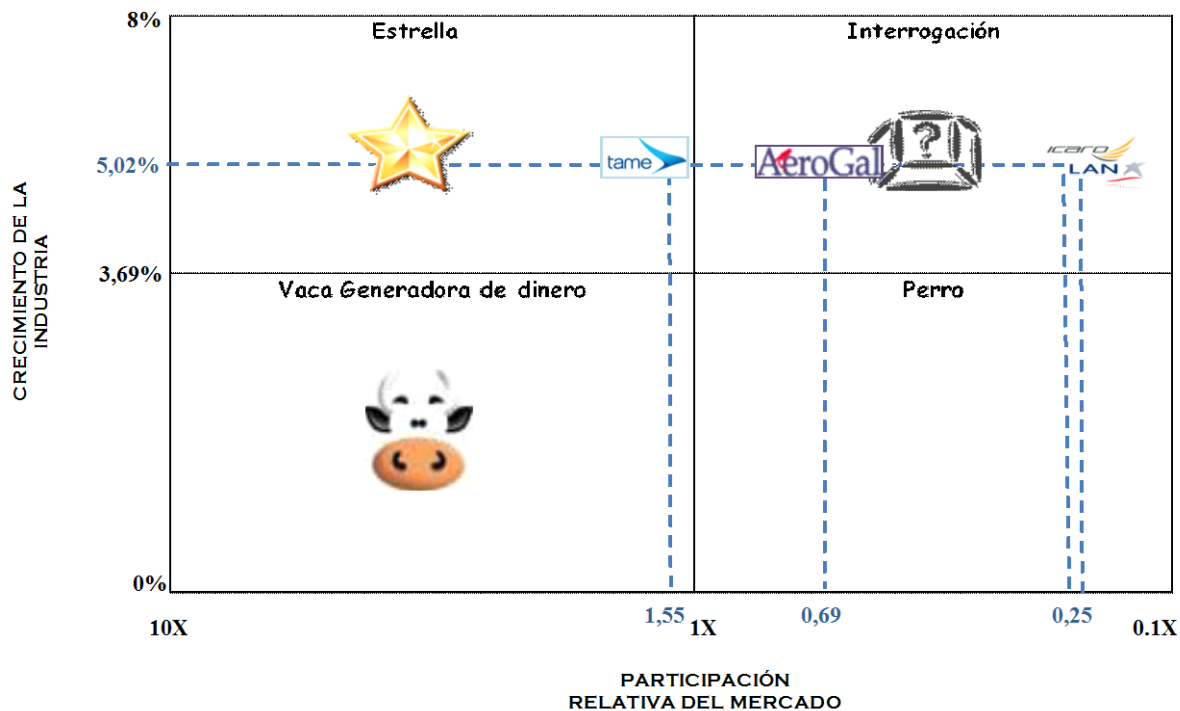 8%
Estrella
Interrogación
?
tame
AeroGal
ICARO
LAN
5,02%
CRECIMIENTO DE LA
INDUSTRIA
3,69%
Vaca Generadora de dinero
Perro
0%
1,55
0,69
0,25
10X
1X
0.1X
PARTICIPACIÓN
RELATIVA DEL MERCADO